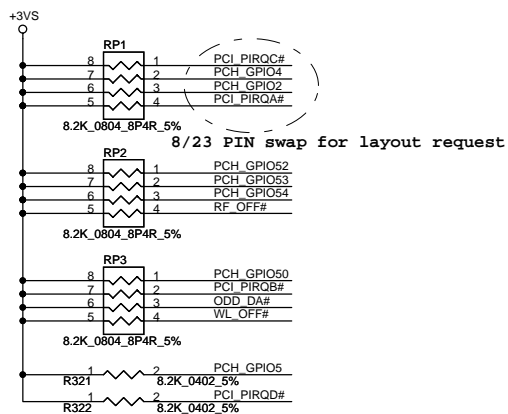 +3VS
RP1
8 1 PCI_PIRQC#
7 2 PCH_GPIO4
6 3 PCH_GPIO2
5 4 PCI_PIRQA#
8.2K_0804_8P4R_5%
8/23 PIN swap for layout request
RP2
8 1 PCH_GPIO52
7 2 PCH_GPIO53
6 3 PCH_GPIO54
5 4 RF_OFF#
8.2K_0804_8P4R_5%
RP3
8 1 PCH_GPIO50
7 2 PCI_PIRQB#
6 3 ODD_DA#
5 4 WL_OFF#
8.2K_0804_8P4R_5%
1 2 PCH_GPIO5
R321 8.2K_0402_5%
1 2 PCI_PIRQD#
R322 8.2K_0402_5%